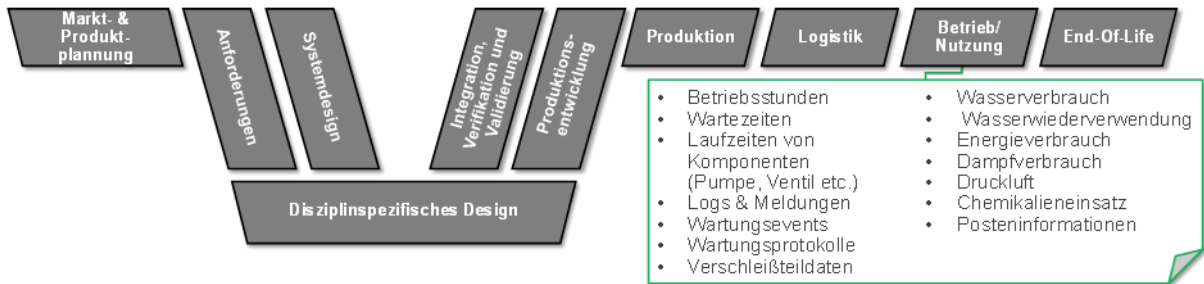 Markt- &
Produkt-
plannung
Anforderungen
Systemdesign
Disziplinspezifisches Design
Integration,
Verifikation und
Validierung
Produktions-
entwicklung
Produktion
Logistik
Betrieb/
Nutzung
End-Of-Life
• Betriebsstunden
• Wartezeiten
• Laufzeiten von
Komponenten
(Pumpe, Ventil etc.)
• Logs & Meldungen
• Wartungsevents
• Wartungsprotokolle
• Verschleißteildaten
• Wasserverbrauch
• Wasserwiederverwendung
• Energieverbrauch
• Dampfverbrauch
• Druckluft
• Chemikalieneinsatz
• Posteninformationen